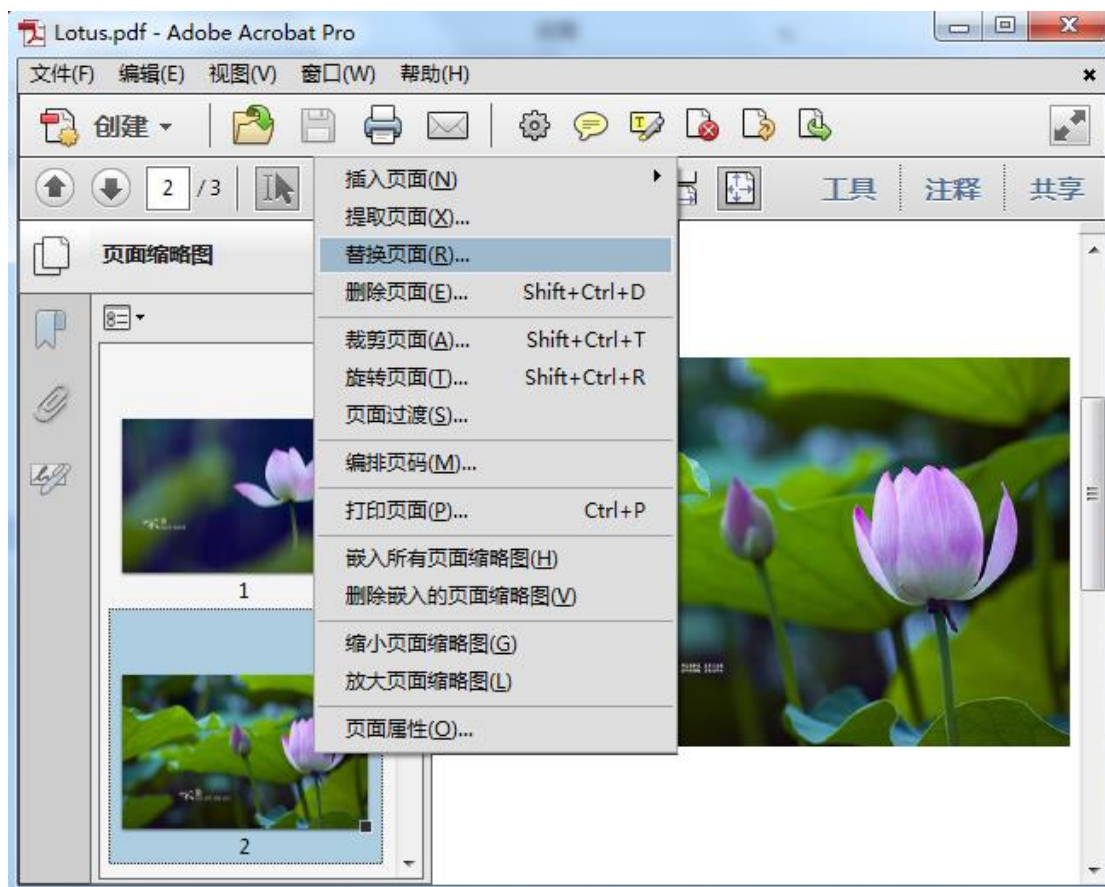 Lotus.pdf - Adobe Acrobat Pro
文件(F) 编辑(E) 视图(V) 窗口(W) 帮助(H)
创建
2 /3 工具 注释 共享
页面缩略图
插入页面(N)
提取页面(X)...
替换页面(R)...
删除页面(E)... Shift+Ctrl+D
裁剪页面(A)... Shift+Ctrl+T
旋转页面(T)... Shift+Ctrl+R
页面过渡(S)...
编排页码(M)...
打印页面(P)... Ctrl+P
嵌入所有页面缩略图(H)
删除嵌入的页面缩略图(V)
缩小页面缩略图(G)
放大页面缩略图(L)
页面属性(O)...
1
2